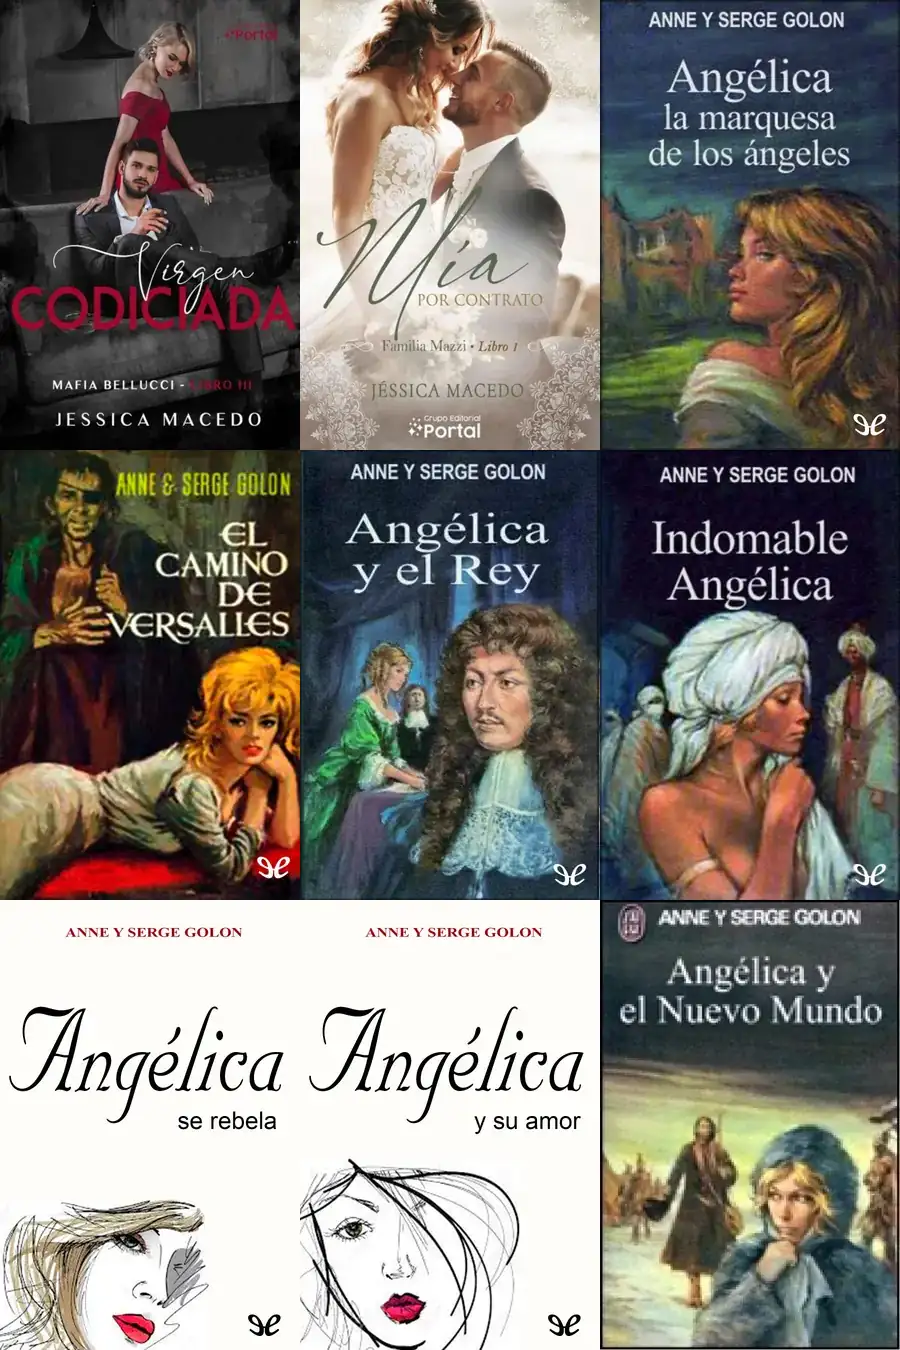 Portal
Virgen
CODICIADA
MAFIA BELLUCCI - LIBRO III
JESSICA MACEDO
Mía
POR CONTRATO
Familia Mazzi • Libro 1
JÉSSICA MACEDO
Grupo Editorial
Portal
ANNE Y SERGE GOLON
Angélica
la marquesa
de los ángeles
ANNE & SERGE GOLON
EL
CAMINO
DE
VERSALLES
ANNE Y SERGE GOLON
Angélica
y el Rey
ANNE Y SERGE GOLON
Indomable
Angélica
ANNE Y SERGE GOLON
Angélica
se rebela
ANNE Y SERGE GOLON
Angélica
y su amor
ANNE Y SERGE GOLON
Angélica y
el Nuevo Mundo